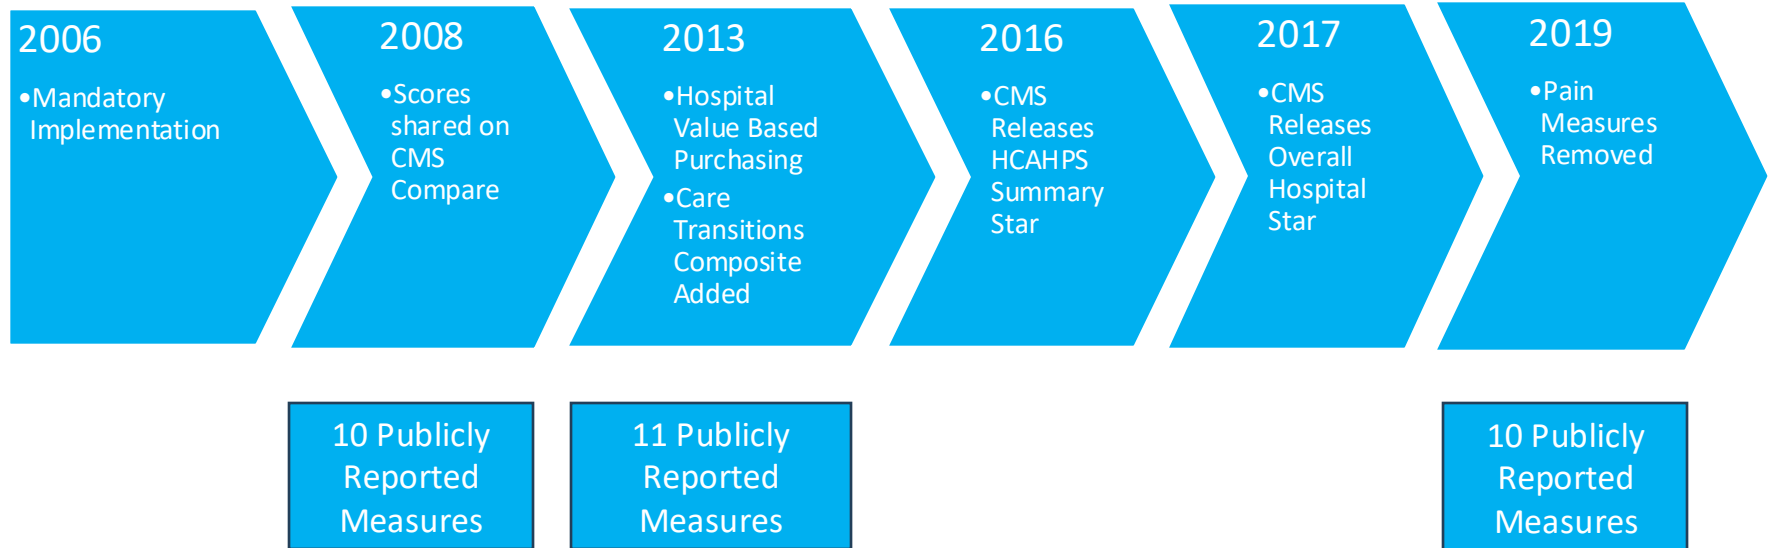 2006
•Mandatory
Implementation
2008
•Scores
shared on
CMS
Compare
2013
•Hospital
Value Based
Purchasing
•Care
Transitions
Composite
Added
2016
•CMS
Releases
HCAHPS
Summary
Star
2017
•CMS
Releases
Overall
Hospital
Star
2019
•Pain
Measures
Removed
10 Publicly
Reported
Measures
11 Publicly
Reported
Measures
10 Publicly
Reported
Measures